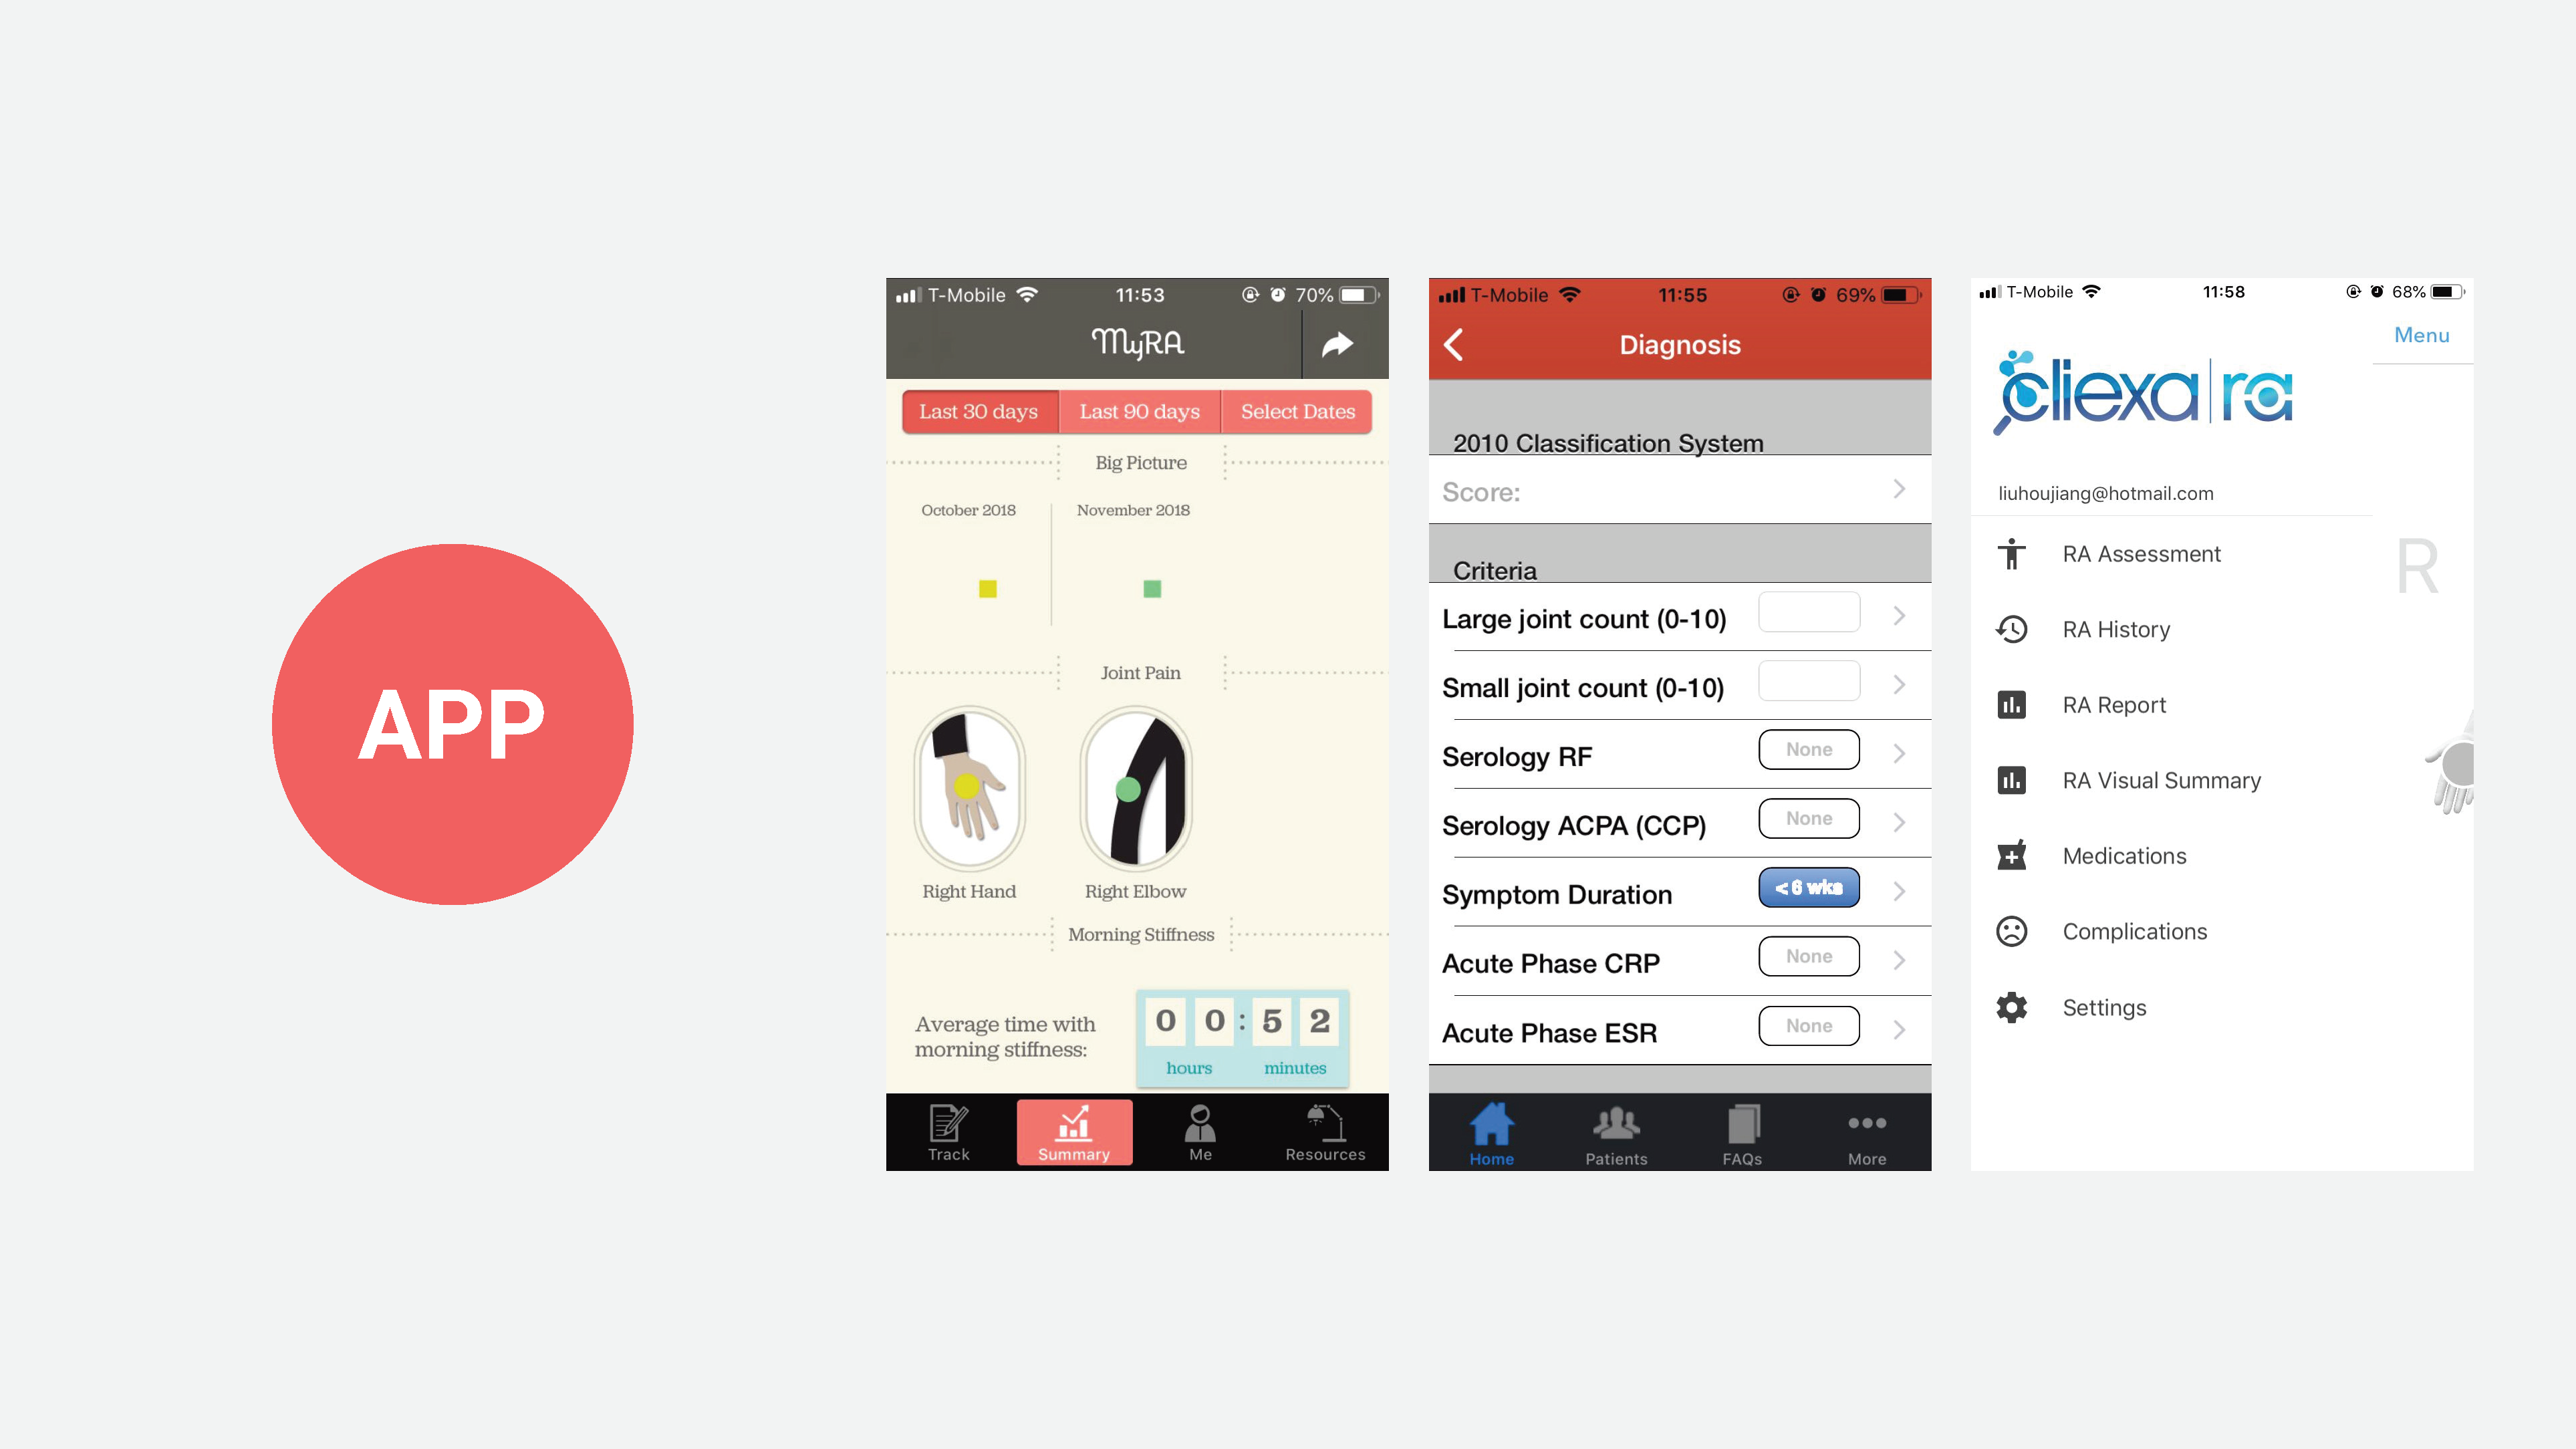 APP
T-Mobile 11:53 70%
MyRA
Last 30 days Last 90 days Select Dates
Big Picture
October 2018 November 2018
Joint Pain
Right Hand Right Elbow
Morning Stiffness
Average time with
morning stiffness:
0 0 : 5 2
hours minutes
Track Summary Me Resources
T-Mobile 11:55 69%
Diagnosis
2010 Classification System
Score:
Criteria
Large joint count (0-10)
Small joint count (0-10)
Serology RF None
Serology ACPA (CCP) None
Symptom Duration < 6 wks
Acute Phase CRP None
Acute Phase ESR None
Home Patients FAQs More
T-Mobile 11:58 68%
Menu
cliexa|ra
liuhoujiang@hotmail.com
RA Assessment
R
RA History
RA Report
RA Visual Summary
Medications
Complications
Settings